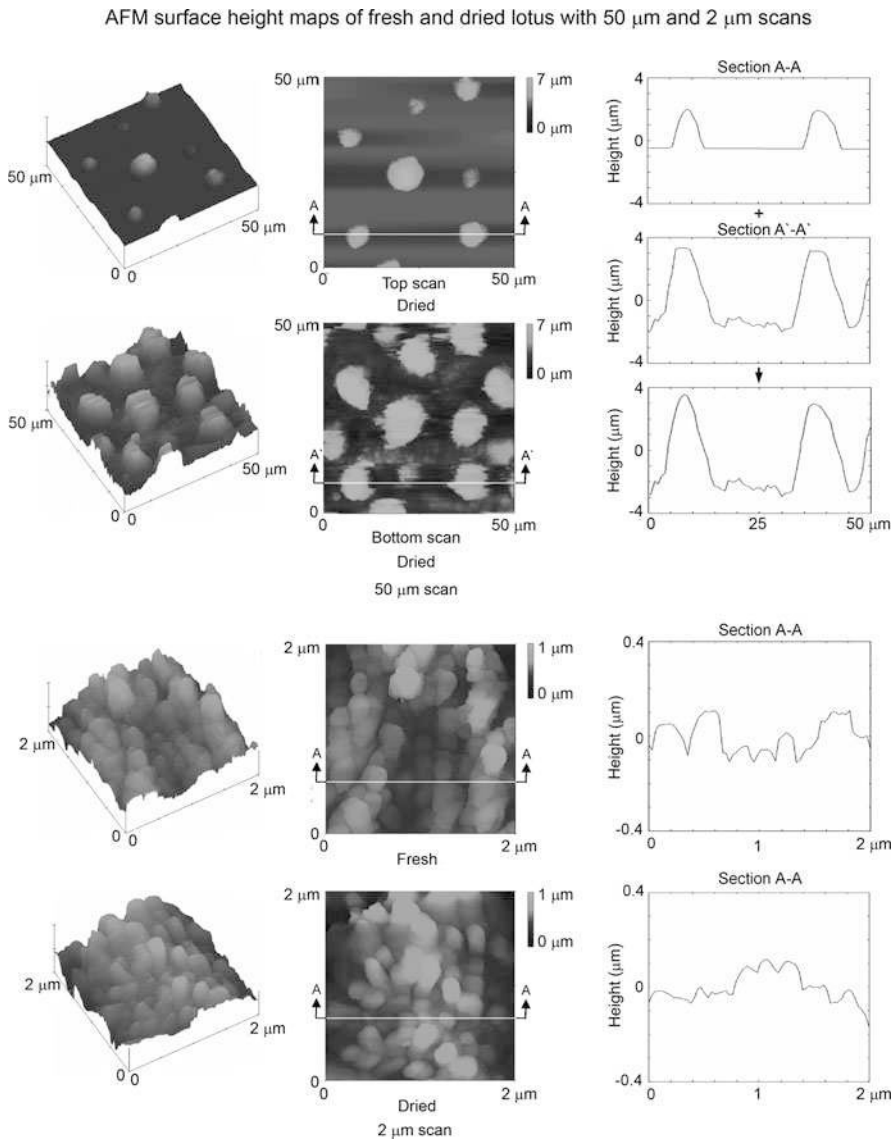 AFM surface height maps of fresh and dried lotus with 50 μm and 2 μm scans
50 μm
50 μm
0
0
50 μm
0
0
50 μm
7 μm
0 μm
A
A
Top scan
Dried
Section A-A
Height (μm)
4
0
-4
+
50 μm
50 μm
0
0
50 μm
0
0
50 μm
7 μm
0 μm
A`
A`
Bottom scan
Dried
50 μm scan
Section A`-A`
Height (μm)
4
0
-4
Height (μm)
4
0
-4
0
25
50 μm
2 μm
2 μm
0
0
2 μm
0
0
2 μm
1 μm
0 μm
A
A
Fresh
Section A-A
Height (μm)
0.4
0
-0.4
0
1
2 μm
2 μm
2 μm
0
0
2 μm
0
0
2 μm
1 μm
0 μm
A
A
Dried
2 μm scan
Section A-A
Height (μm)
0.4
0
-0.4
0
1
2 μm